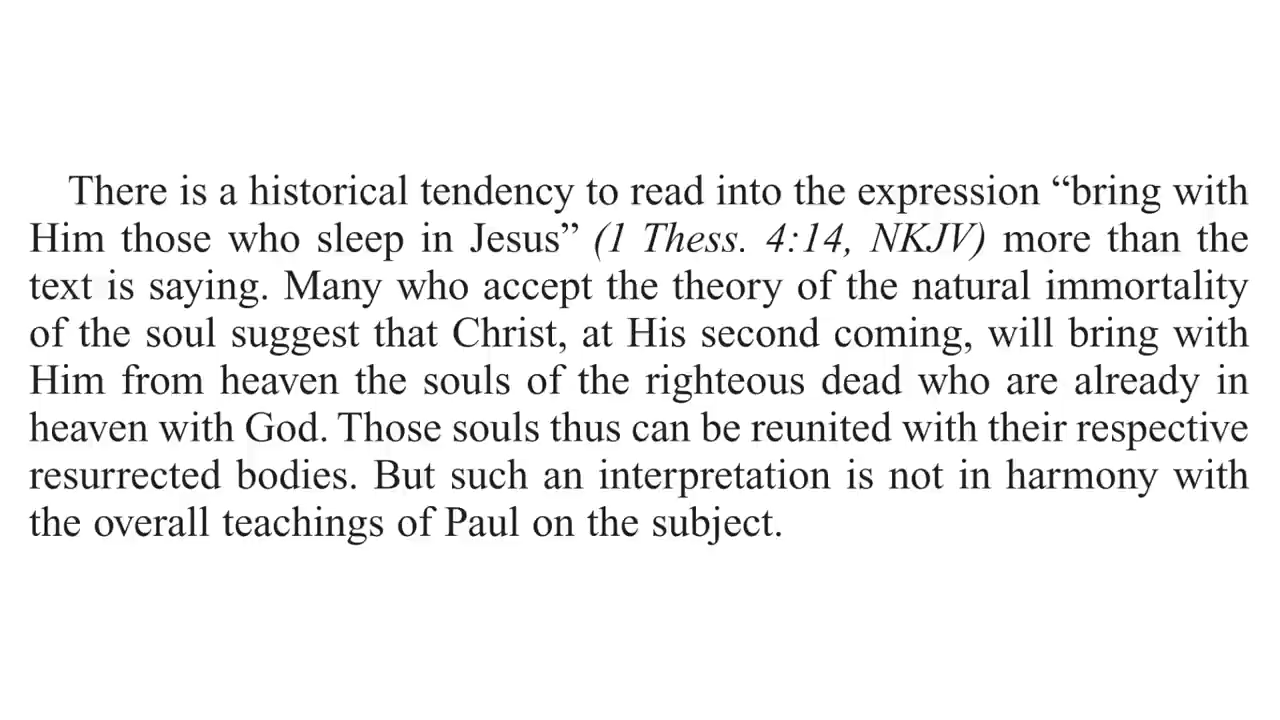 There is a historical tendency to read into the expression “bring with
Him those who sleep in Jesus” (1 Thess. 4:14, NKJV) more than the
text is saying. Many who accept the theory of the natural immortality
of the soul suggest that Christ, at His second coming, will bring with
Him from heaven the souls of the righteous dead who are already in
heaven with God. Those souls thus can be reunited with their respective
resurrected bodies. But such an interpretation is not in harmony with
the overall teachings of Paul on the subject.